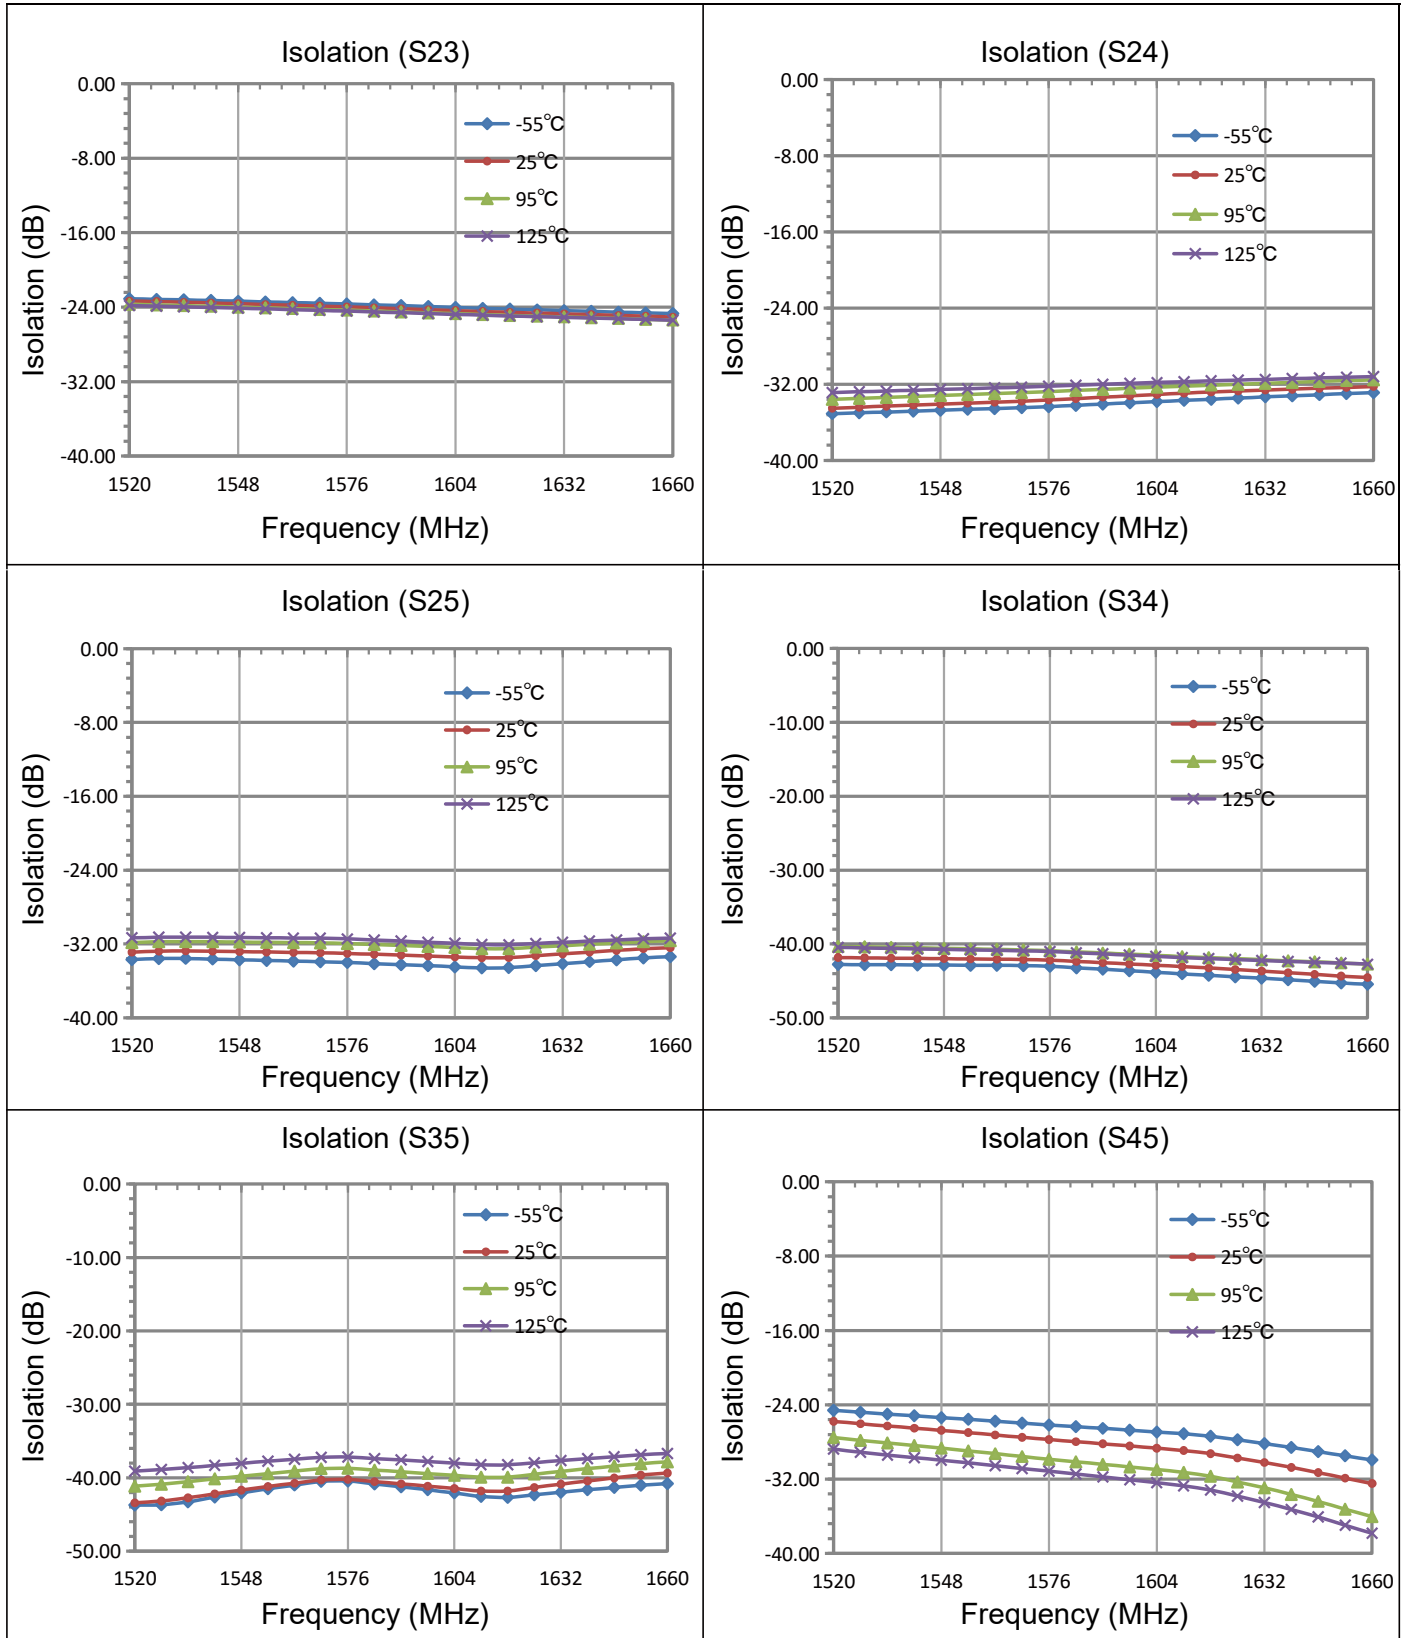 Isolation (S23)
0.00
-8.00
-16.00
-24.00
-32.00
-40.00
Isolation (dB)
-55°C
25°C
95°C
125°C
1520 1548 1576 1604 1632 1660
Frequency (MHz)
Isolation (S24)
0.00
-8.00
-16.00
-24.00
-32.00
-40.00
Isolation (dB)
-55°C
25°C
95°C
125°C
1520 1548 1576 1604 1632 1660
Frequency (MHz)
Isolation (S25)
0.00
-8.00
-16.00
-24.00
-32.00
-40.00
Isolation (dB)
-55°C
25°C
95°C
125°C
1520 1548 1576 1604 1632 1660
Frequency (MHz)
Isolation (S34)
0.00
-10.00
-20.00
-30.00
-40.00
-50.00
Isolation (dB)
-55°C
25°C
95°C
125°C
1520 1548 1576 1604 1632 1660
Frequency (MHz)
Isolation (S35)
0.00
-10.00
-20.00
-30.00
-40.00
-50.00
Isolation (dB)
-55°C
25°C
95°C
125°C
1520 1548 1576 1604 1632 1660
Frequency (MHz)
Isolation (S45)
0.00
-8.00
-16.00
-24.00
-32.00
-40.00
Isolation (dB)
-55°C
25°C
95°C
125°C
1520 1548 1576 1604 1632 1660
Frequency (MHz)